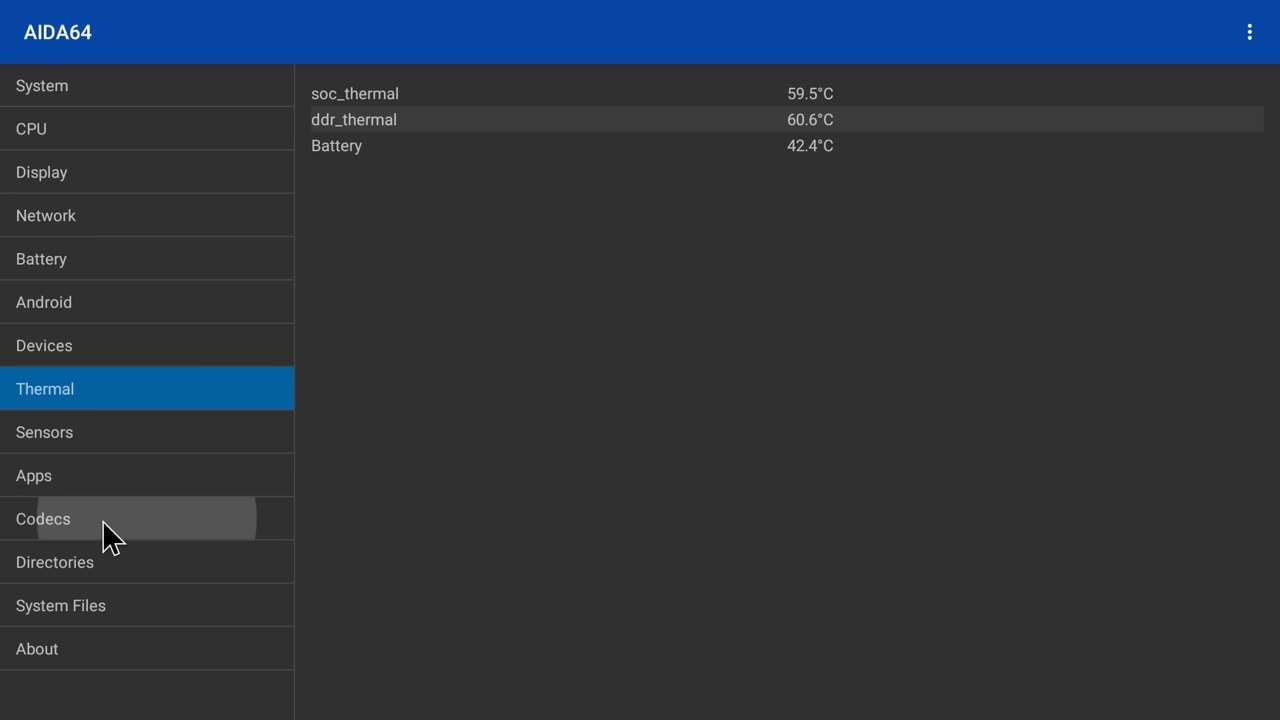 AIDA64
System
CPU
Display
Network
Battery
Android
Devices
Thermal
Sensors
Apps
Codecs
Directories
System Files
About
soc_thermal 59.5°C
ddr_thermal 60.6°C
Battery 42.4°C